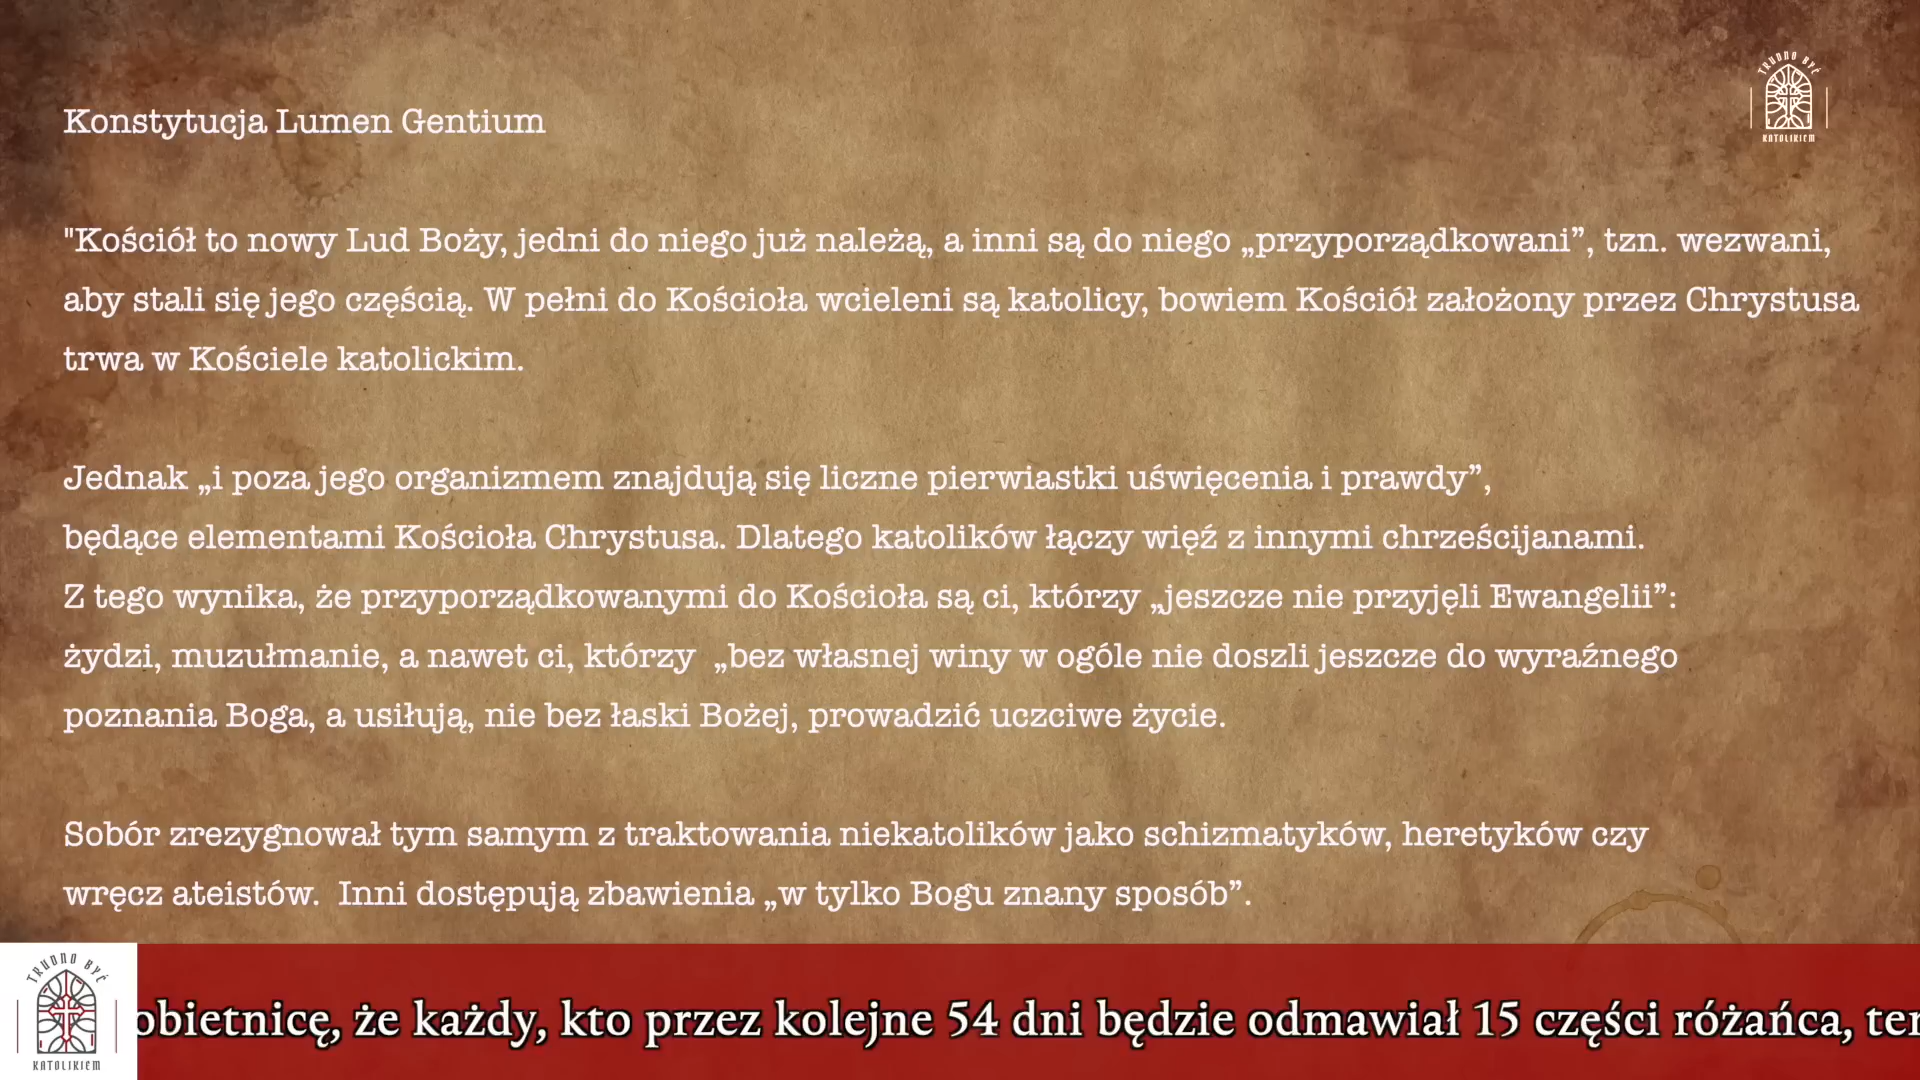 TRUDNO BYĆ
KATOLIKIEM
Konstytucja Lumen Gentium
"Kościół to nowy Lud Boży, jedni do niego już należą, a inni są do niego „przyporządkowani”, tzn. wezwani,
aby stali się jego częścią. W pełni do Kościoła wcieleni są katolicy, bowiem Kościół założony przez Chrystusa
trwa w Kościele katolickim.
Jednak „i poza jego organizmem znajdują się liczne pierwiastki uświęcenia i prawdy”,
będące elementami Kościoła Chrystusa. Dlatego katolików łączy więź z innymi chrześcijanami.
Z tego wynika, że przyporządkowanymi do Kościoła są ci, którzy „jeszcze nie przyjęli Ewangelii”:
żydzi, muzułmanie, a nawet ci, którzy „bez własnej winy w ogóle nie doszli jeszcze do wyraźnego
poznania Boga, a usiłują, nie bez łaski Bożej, prowadzić uczciwe życie.
Sobór zrezygnował tym samym z traktowania niekatolików jako schizmatyków, heretyków czy
wręcz ateistów. Inni dostępują zbawienia „w tylko Bogu znany sposób”.
TRUDNO BYĆ
KATOLIKIEM
obietnicę, że każdy, kto przez kolejne 54 dni będzie odmawiał 15 części różańca,